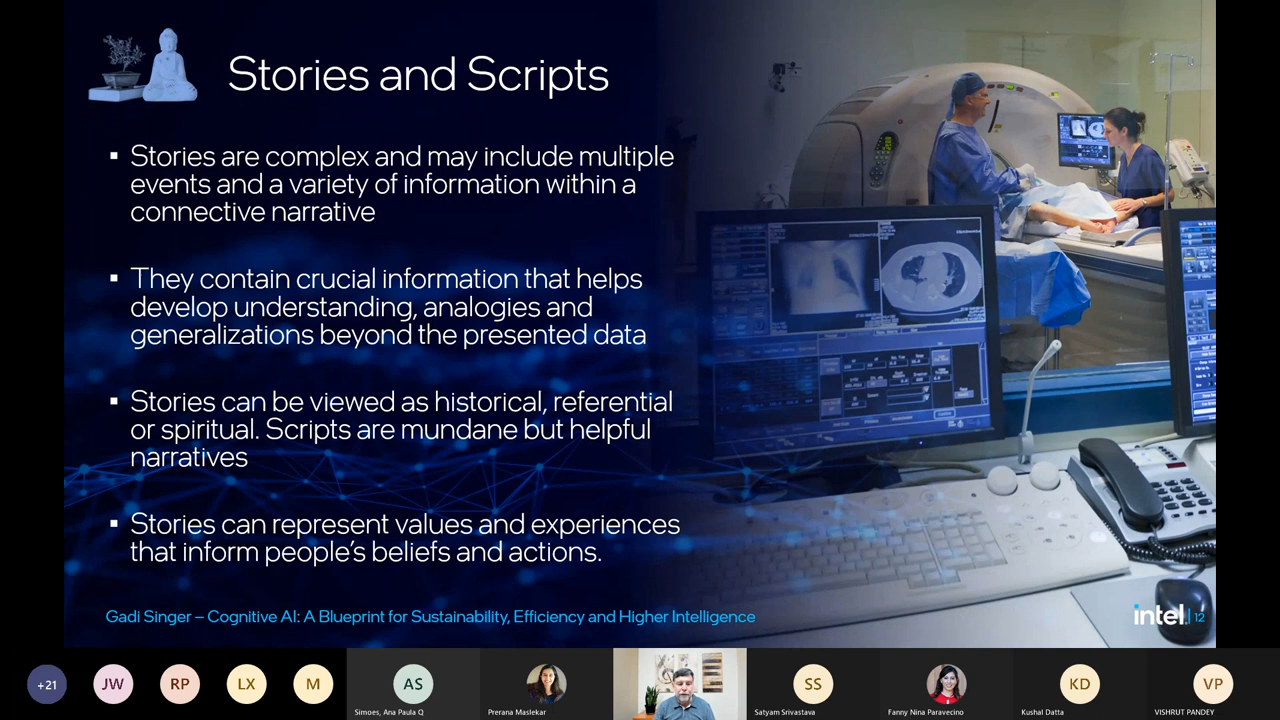 Stories and Scripts
▪ Stories are complex and may include multiple
events and a variety of information within a
connective narrative
▪ They contain crucial information that helps
develop understanding, analogies and
generalizations beyond the presented data
▪ Stories can be viewed as historical, referential
or spiritual. Scripts are mundane but helpful
narratives
▪ Stories can represent values and experiences
that inform people's beliefs and actions.
Gadi Singer – Cognitive AI: A Blueprint for Sustainability, Efficiency and Higher Intelligence
intel. | 12
+21
JW
RP
LX
M
AS
SS
KD
VP
Simoes, Ana Paula Q
Prerana Maslekar
Satyam Srivastava
Fanny Nina Paravecino
Kushal Datta
VISHRUT PANDEY